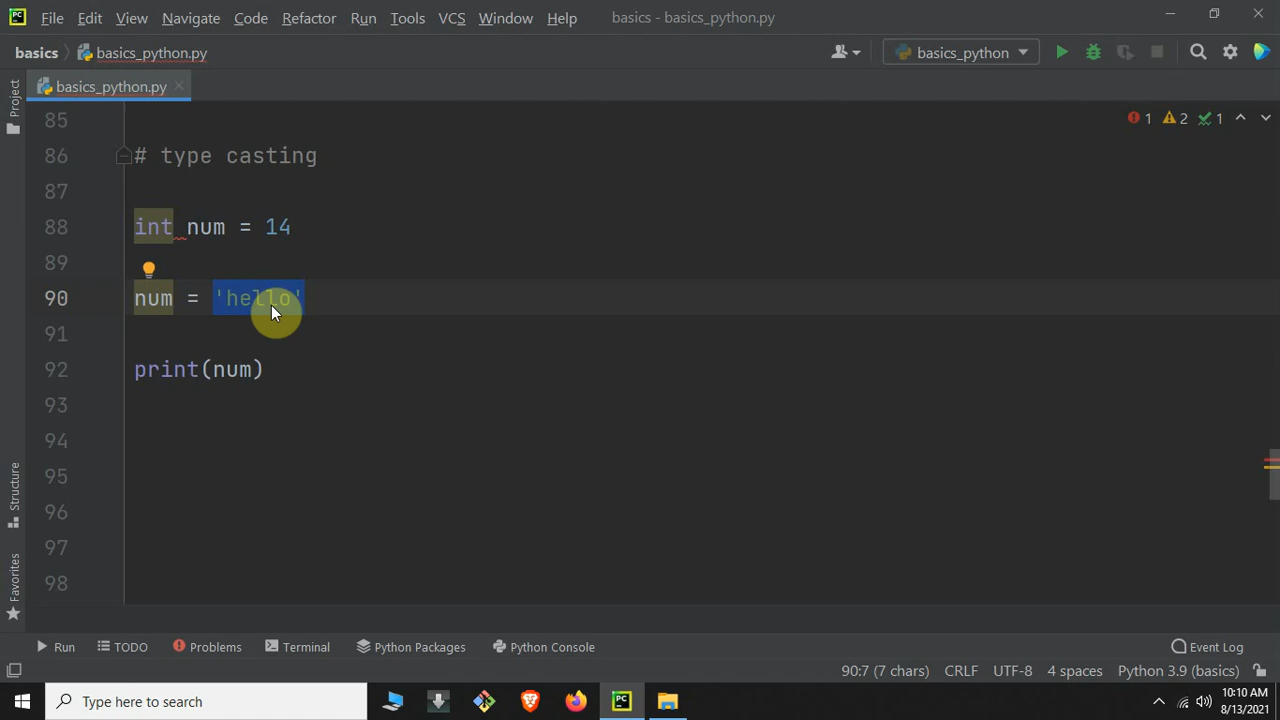 PC File Edit View Navigate Code Refactor Run Tools VCS Window Help basics - basics_python.py
basics basics_python.py basics_python
basics_python.py
Project
85 1 2 1
86 # type casting
87
88 int num = 14
89
90 num = 'hello'
91
92 print(num)
93
94
95
96
97
98
Structure
Favorites
Run TODO Problems Terminal Python Packages Python Console Event Log
90:7 (7 chars) CRLF UTF-8 4 spaces Python 3.9 (basics)
Type here to search PC 10:10 AM
8/13/2021